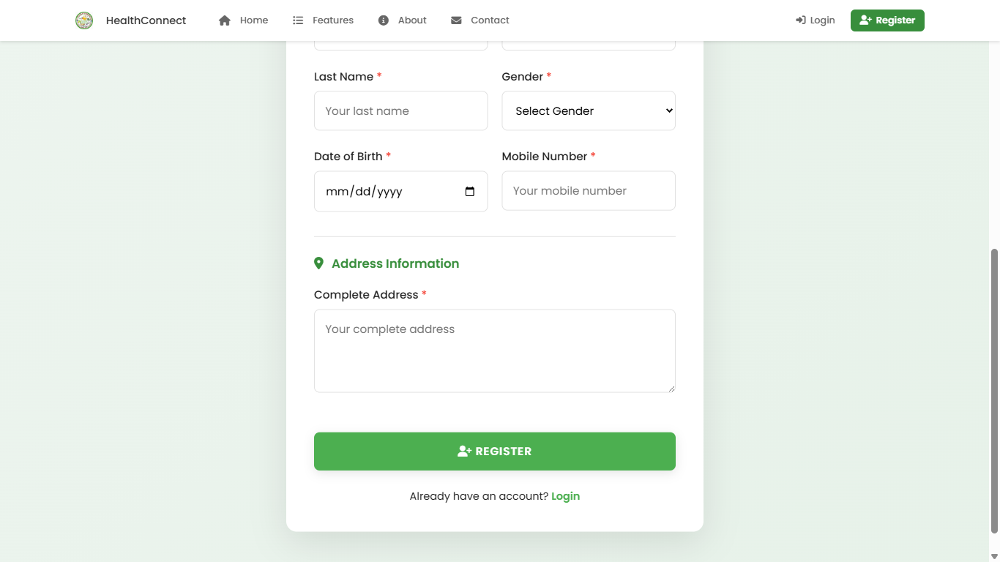 HealthConnect Home Features About Contact Login Register
Last Name * Gender *
Your last name Select Gender
Date of Birth * Mobile Number *
mm/dd/yyyy Your mobile number
Address Information
Complete Address *
Your complete address
REGISTER
Already have an account? Login